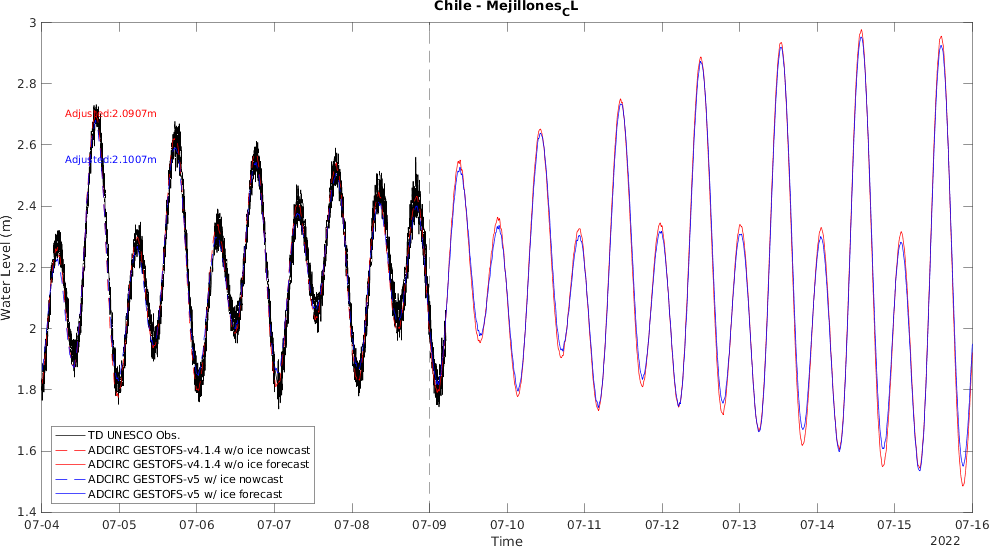 Chile - Mejillones_CL
3
2.8
2.6
2.4
2.2
2
1.8
1.6
1.4
Water Level (m)
Adjusted:2.0907m
Adjusted:2.1007m
TD UNESCO Obs.
ADCIRC GESTOFS-v4.1.4 w/o ice nowcast
ADCIRC GESTOFS-v4.1.4 w/o ice forecast
ADCIRC GESTOFS-v5 w/ ice nowcast
ADCIRC GESTOFS-v5 w/ ice forecast
07-04 07-05 07-06 07-07 07-08 07-09 07-10 07-11 07-12 07-13 07-14 07-15 07-16
Time
2022